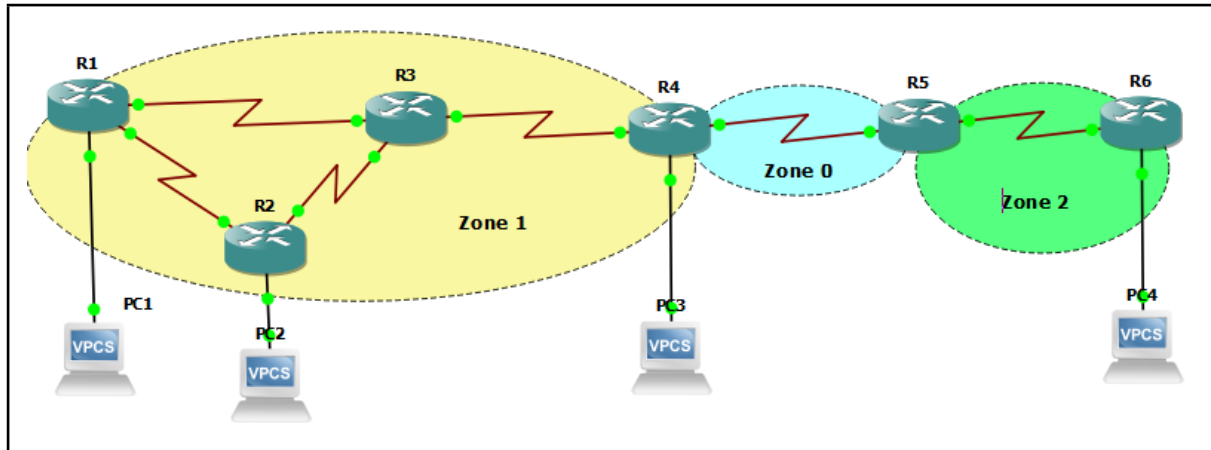 R1
R3
R4
R5
R6
R2
Zone 0
Zone 1
Zone 2
PC1
PC2
PC3
PC4
VPCS
VPCS
VPCS
VPCS